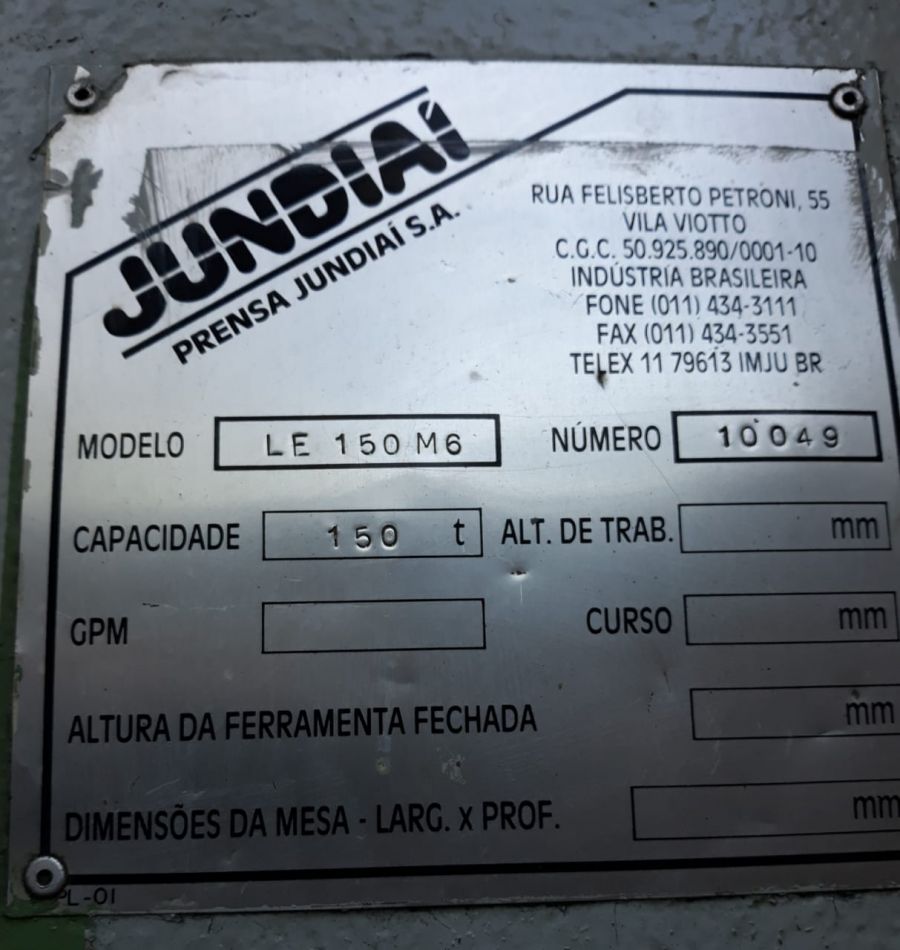 JUNDIAÍ
PRENSA JUNDIAÍ S.A.
RUA FELISBERTO PETRONI, 55
VILA VIOTTO
C.G.C. 50.925.890/0001-10
INDÚSTRIA BRASILEIRA
FONE (011) 434-3111
FAX (011) 434-3551
TELEX 11 79613 IMJU BR
MODELO LE 150 M6 NÚMERO 10049
CAPACIDADE 150 t ALT. DE TRAB. mm
GPM CURSO mm
ALTURA DA FERRAMENTA FECHADA mm
DIMENSÕES DA MESA - LARG. x PROF. mm
PL-01